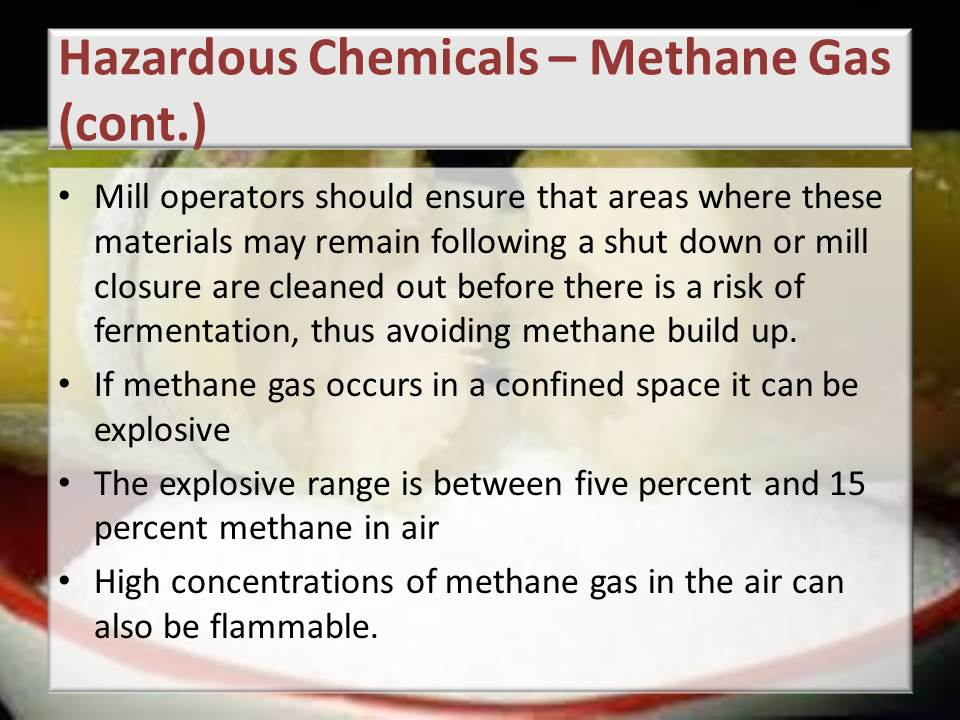 Hazardous Chemicals – Methane Gas
(cont.)
• Mill operators should ensure that areas where these
materials may remain following a shut down or mill
closure are cleaned out before there is a risk of
fermentation, thus avoiding methane build up.
• If methane gas occurs in a confined space it can be
explosive
• The explosive range is between five percent and 15
percent methane in air
• High concentrations of methane gas in the air can
also be flammable.